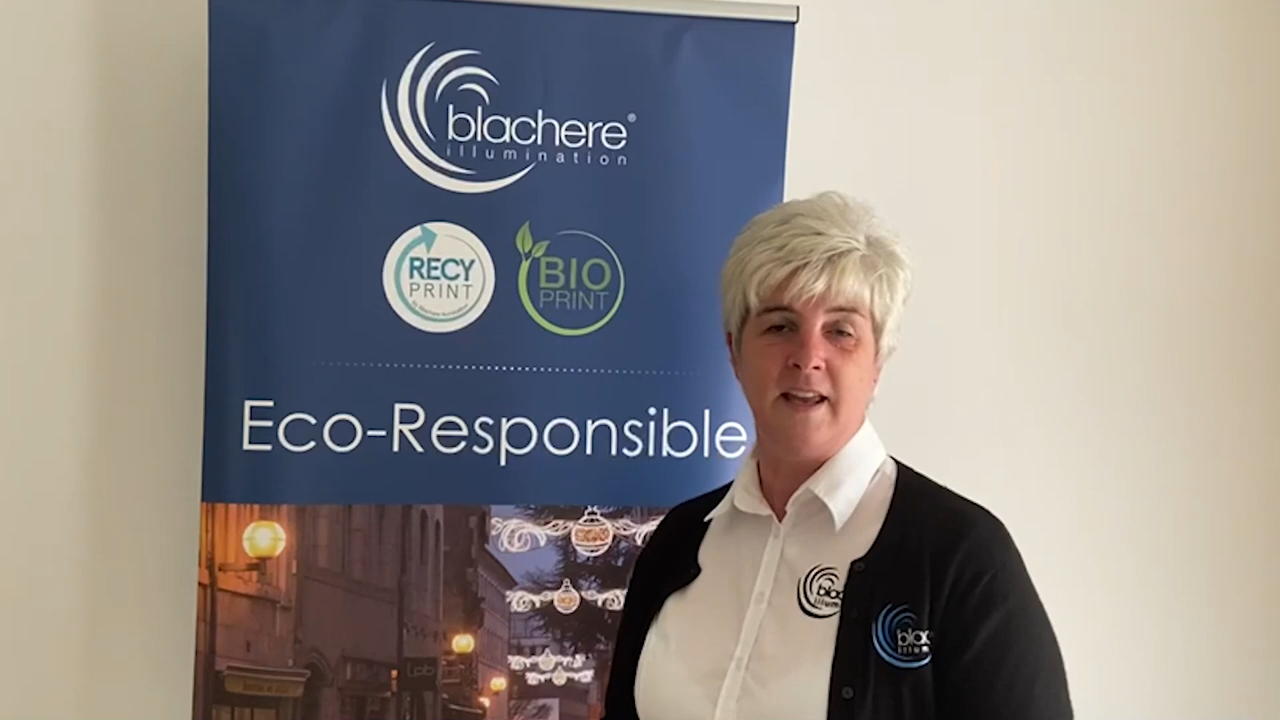 blachere®
illumination
RECY
PRINT
BIO
PRINT
Eco-Responsible